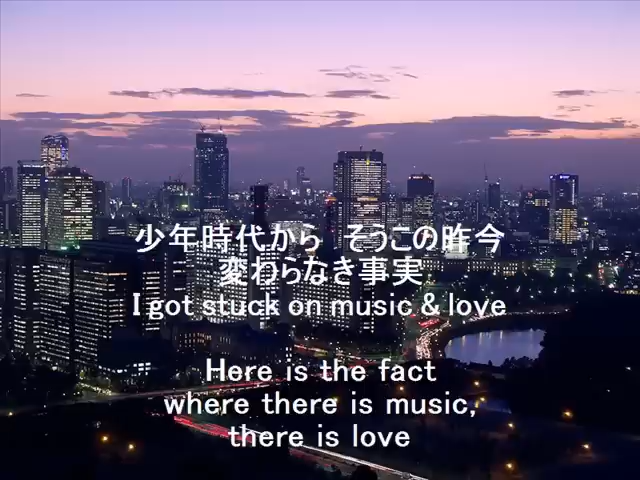 少年時代から そうこの昨今
変わらなき事実
I got stuck on music & love
Here is the fact
where there is music,
there is love